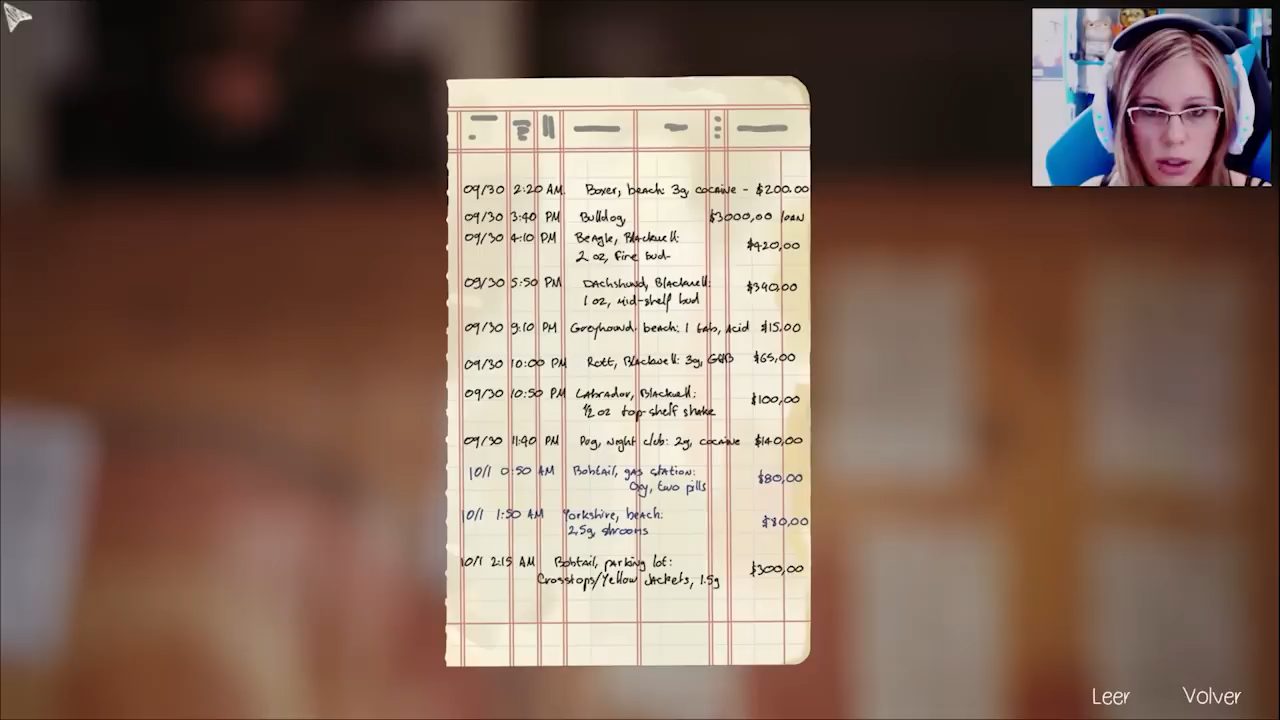 09/30 2:20 AM. Boxer, beach: 3g, cocaine - $200.00
09/30 3:40 PM Bulldog, $3000,00 loan
09/30 4:10 PM Beagle, Blackwell: $420,00
2 oz, fire bud-
09/30 5:50 PM Dachshund, Blackwell: $340.00
1 oz, mid-shelf bud
09/30 9:10 PM Greyhound. beach: 1 tab, acid $15.00
09/30 10:00 PM Rott, Blackwell: 3g, GHB $65,00
09/30 10:50 PM Labrador, Blackwell: $100,00
1/2 oz top-shelf shake
09/30 11:40 PM Pug, night club: 2g, cocaine $140,00
10/1 0:50 AM Bobtail, gas station: $80,00
Oxy, two pills
10/1 1:50 AM Yorkshire, beach: $80,00
2,5g, shrooms
10/1 2:15 AM Bobtail, parking lot: $300,00
Crosstops/Yellow Jackets, 1.5g
Leer Volver